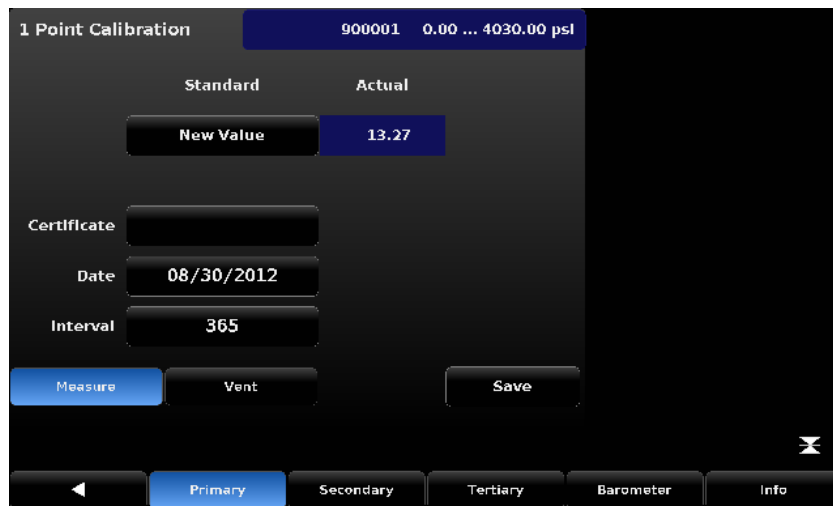 1 Point Calibration 900001 0.00 ... 4030.00 psi
Standard Actual
New Value 13.27
Certificate
Date 08/30/2012
Interval 365
Measure Vent Save
Primary Secondary Tertiary Barometer Info